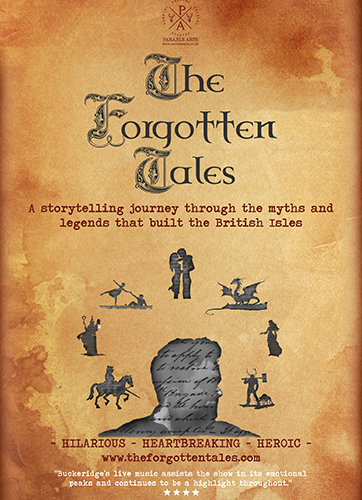 P
A
PARABLE ARTS
The
Forgotten
Tales
A storytelling journey through the myths and
legends that built the British Isles
- HILARIOUS - HEARTBREAKING - HEROIC -
www.theforgottentales.com
"Buckeridge's live music assists the show in its emotional
peaks and continues to be a highlight throughout."
★★★★